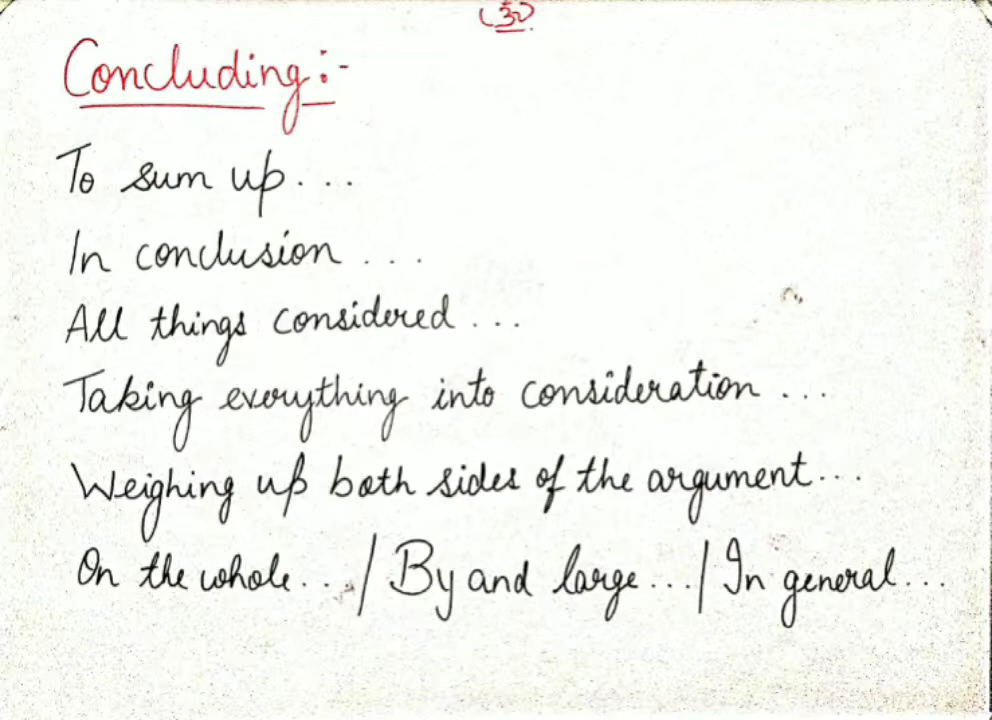 (32)
Concluding:-
To sum up...
In conclusion...
All things considered...
Taking everything into consideration...
Weighing up both sides of the argument...
On the whole.../ By and large.../ In general...